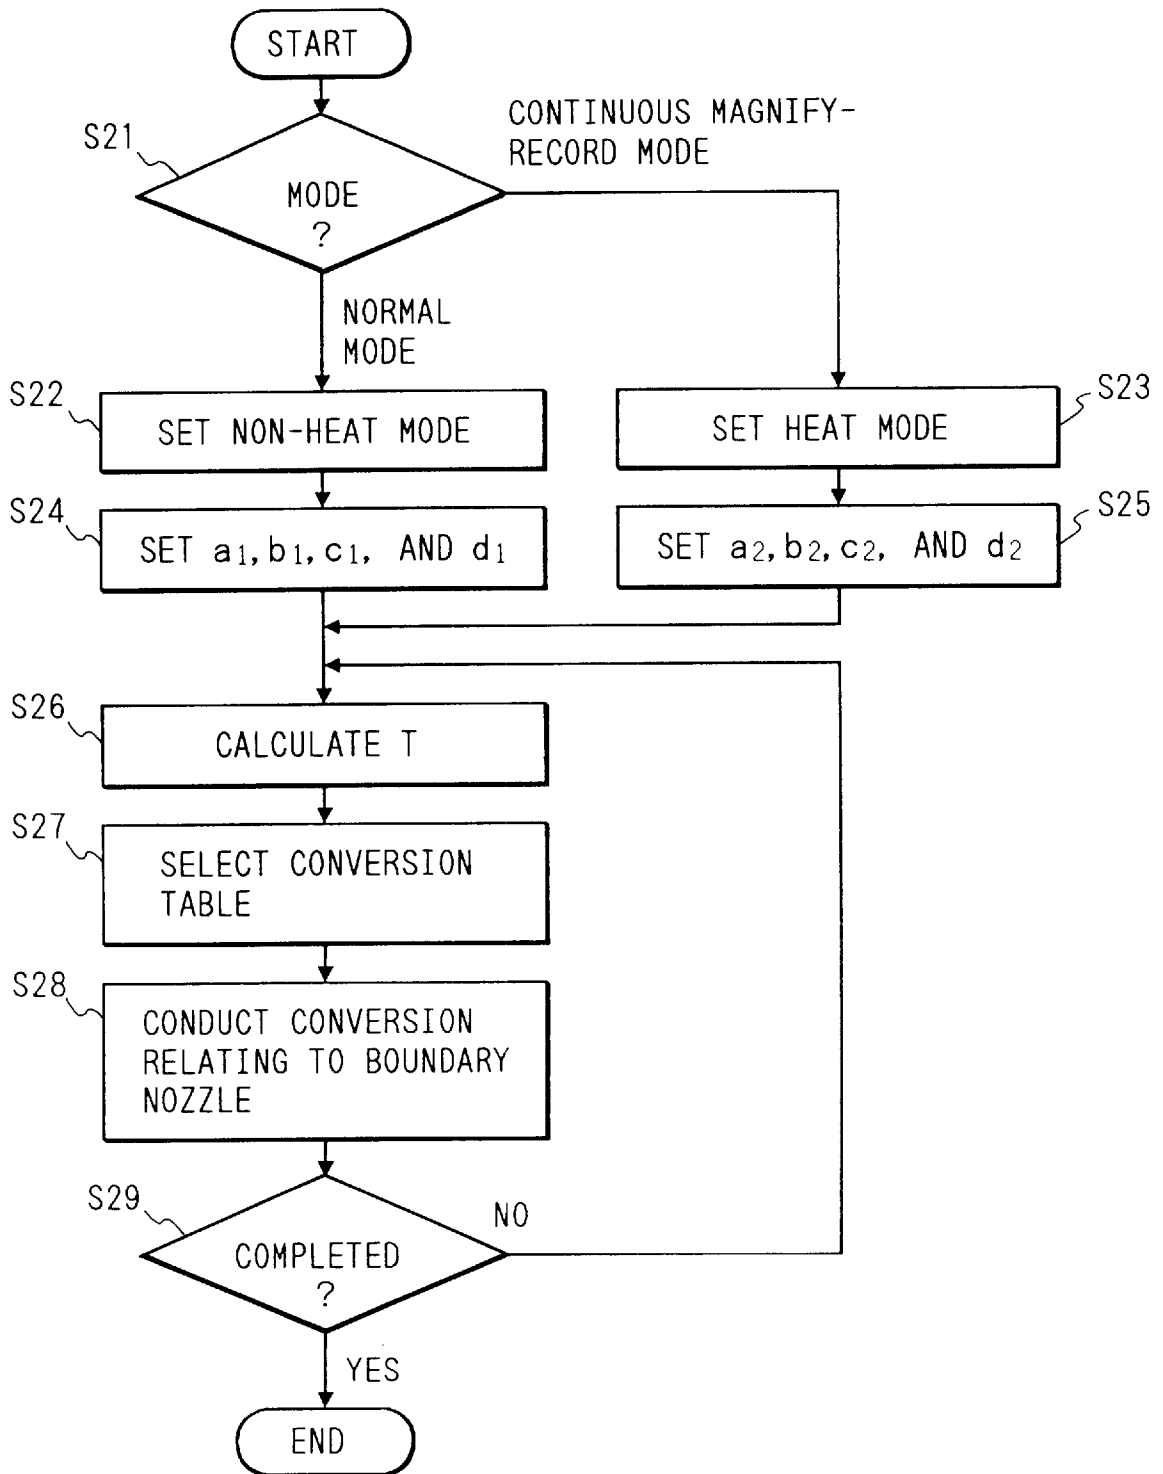 START
S21
MODE
?
CONTINUOUS MAGNIFY-
RECORD MODE
NORMAL
MODE
S22
SET NON-HEAT MODE
S23
SET HEAT MODE
S24
SET a1,b1,c1, AND d1
S25
SET a2,b2,c2, AND d2
S26
CALCULATE T
S27
SELECT CONVERSION
TABLE
S28
CONDUCT CONVERSION
RELATING TO BOUNDARY
NOZZLE
S29
COMPLETED
?
NO
YES
END